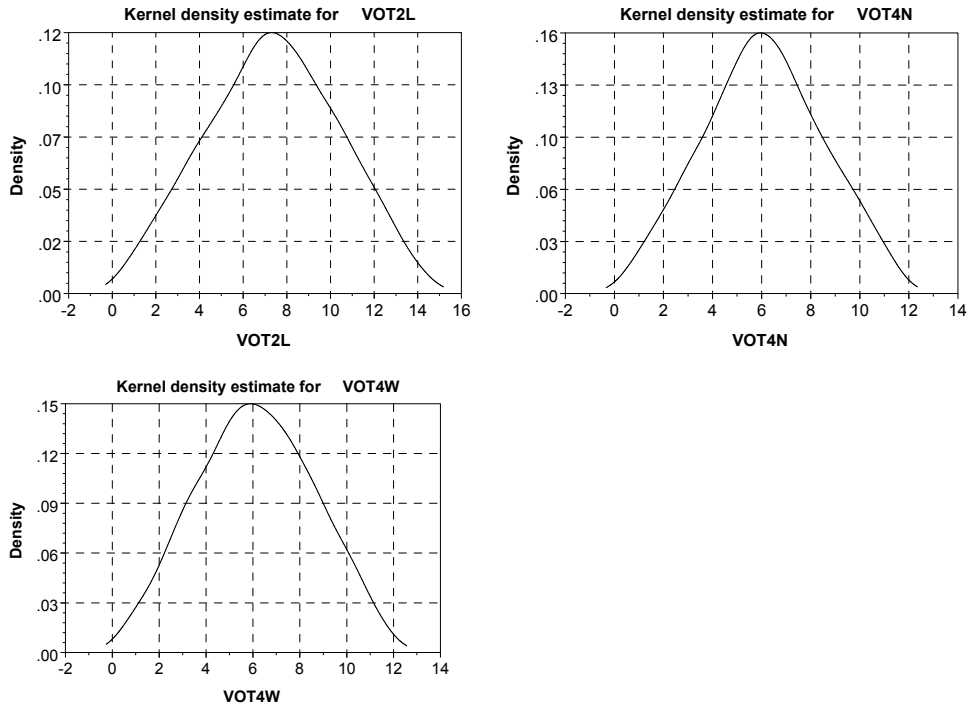 Kernel density estimate for VOT2L
.12
.10
.07
.05
.02
.00
Density
-2 0 2 4 6 8 10 12 14 16
VOT2L
Kernel density estimate for VOT4N
.16
.13
.10
.06
.03
.00
Density
-2 0 2 4 6 8 10 12 14
VOT4N
Kernel density estimate for VOT4W
.15
.12
.09
.06
.03
.00
Density
-2 0 2 4 6 8 10 12 14
VOT4W